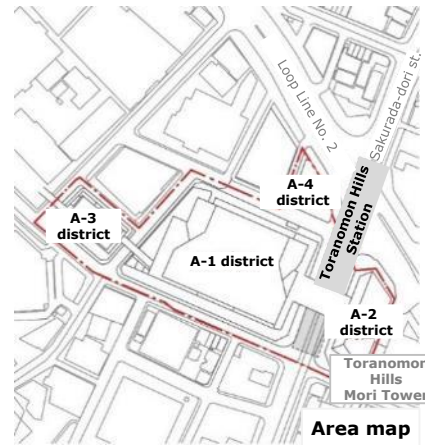 Loop Line No. 2
Sakurada-dori st.
A-4
district
Toranomon Hills
Station
A-3
district
A-1 district
A-2
district
Toranomon
Hills
Mori Tower
Area map